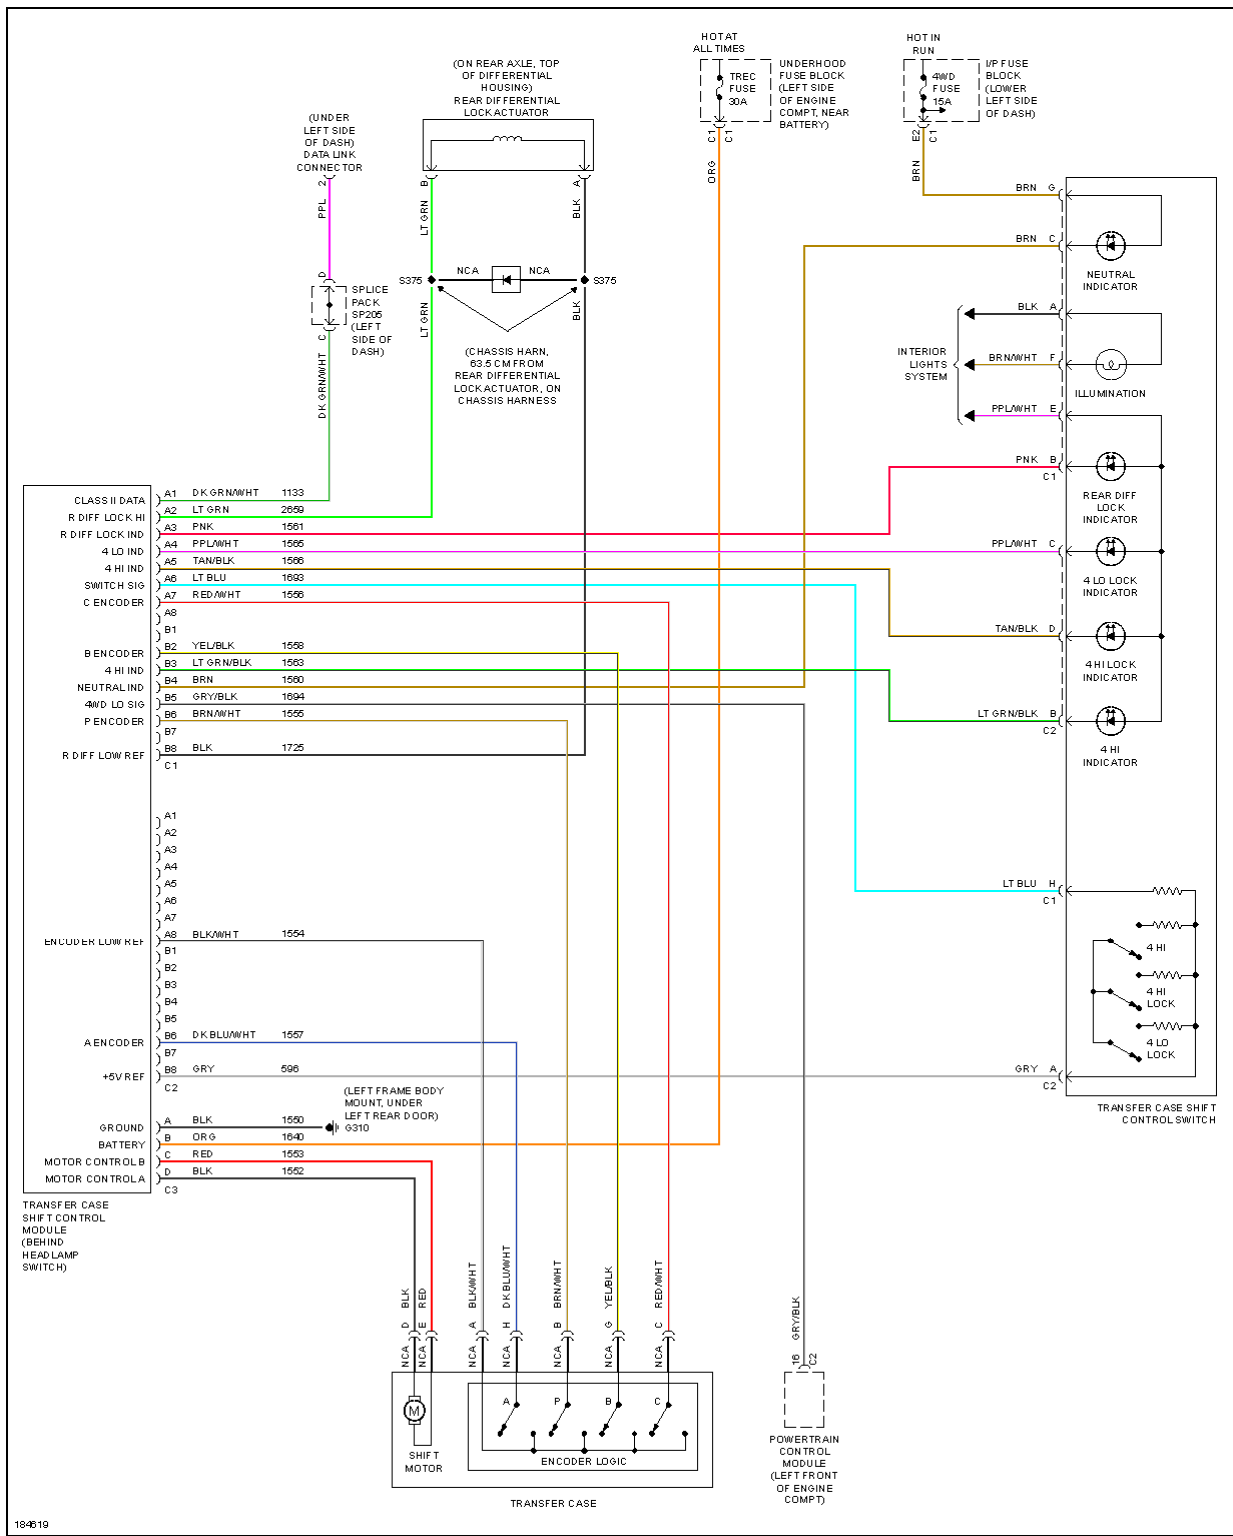 HOT AT
ALL TIMES
TREC
FUSE
30A
UNDERHOOD
FUSE BLOCK
(LEFT SIDE
OF ENGINE
COMPT, NEAR
BATTERY)
C1
C1
ORG
HOT IN
RUN
4WD
FUSE
15A
I/P FUSE
BLOCK
(LOWER
LEFT SIDE
OF DASH)
E2
C1
BRN
(ON REAR AXLE, TOP
OF DIFFERENTIAL
HOUSING)
REAR DIFFERENTIAL
LOCK ACTUATOR
B
A
LT GRN
BLK
S375
NCA
NCA
S375
LT GRN
BLK
(CHASSIS HARN,
63.5 CM FROM
REAR DIFFERENTIAL
LOCK ACTUATOR, ON
CHASSIS HARNESS
(UNDER
LEFT SIDE
OF DASH)
DATA LINK
CONNECTOR
2
PPL
D
SPLICE
PACK
SP205
(LEFT
SIDE OF
DASH)
C
DK GRN/WHT
BRN G
BRN C
NEUTRAL
INDICATOR
BLK A
INTERIOR
LIGHTS
SYSTEM
BRN/WHT F
ILLUMINATION
PPL/WHT E
PNK B
C1
REAR DIFF
LOCK
INDICATOR
PPL/WHT C
4 LO LOCK
INDICATOR
TAN/BLK D
4 HI LOCK
INDICATOR
LT GRN/BLK B
C2
4 HI
INDICATOR
LT BLU H
C1
4 HI
4 HI
LOCK
4 LO
LOCK
GRY A
C2
TRANSFER CASE SHIFT
CONTROL SWITCH
CLASS II DATA A1 DK GRN/WHT 1133
R DIFF LOCK HI A2 LT GRN 2659
R DIFF LOCK IND A3 PNK 1561
4 LO IND A4 PPL/WHT 1565
4 HI IND A5 TAN/BLK 1566
SWITCH SIG A6 LT BLU 1693
C ENCODER A7 RED/WHT 1556
A8
B1
B ENCODER B2 YEL/BLK 1558
4 HI IND B3 LT GRN/BLK 1563
NEUTRAL IND B4 BRN 1560
4WD LO SIG B5 GRY/BLK 1694
P ENCODER B6 BRN/WHT 1555
B7
R DIFF LOW REF B8 BLK 1725
C1
A1
A2
A3
A4
A5
A6
A7
ENCODER LOW REF A8 BLK/WHT 1554
B1
B2
B3
B4
B5
A ENCODER B6 DK BLU/WHT 1557
B7
+5V REF B8 GRY 596
C2
(LEFT FRAME BODY
MOUNT, UNDER
LEFT REAR DOOR)
G310
GROUND A BLK 1550
BATTERY B ORG 1640
MOTOR CONTROL B C RED 1553
MOTOR CONTROL A D BLK 1552
C3
TRANSFER CASE
SHIFT CONTROL
MODULE
(BEHIND
HEADLAMP
SWITCH)
NCA D BLK
NCA E RED
NCA A BLK/WHT
NCA H DK BLU/WHT
NCA B BRN/WHT
NCA G YEL/BLK
NCA C RED/WHT
16 GRY/BLK
C2
M
SHIFT
MOTOR
A
P
B
C
ENCODER LOGIC
TRANSFER CASE
POWERTRAIN
CONTROL
MODULE
(LEFT FRONT
OF ENGINE
COMPT)
184619